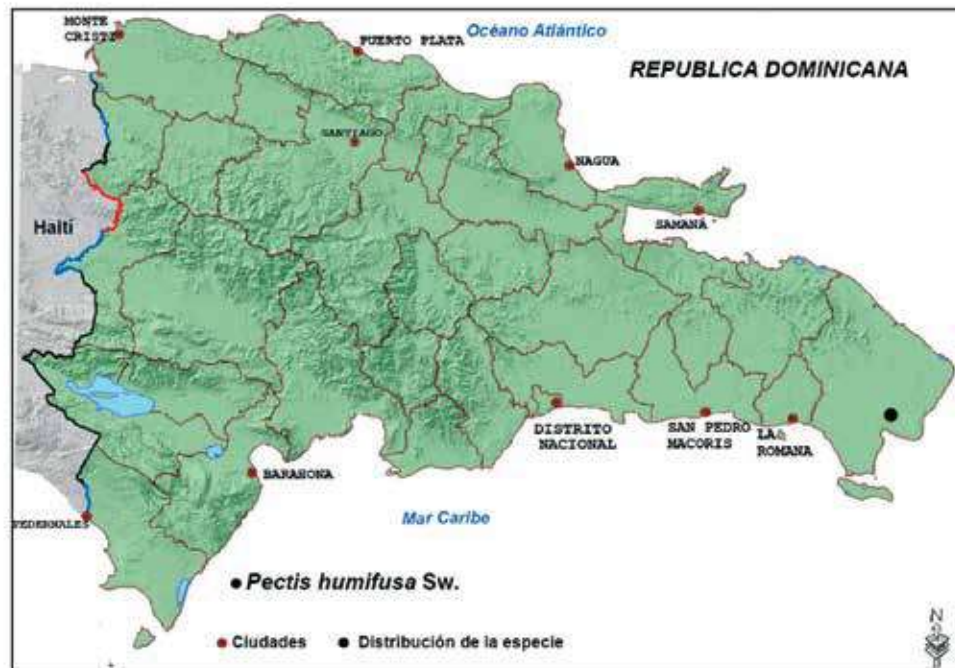 MONTE
CRISTI
PUERTO PLATA
Océano Atlántico
REPUBLICA DOMINICANA
SANTIAGO
NAGUA
SAMANÁ
Haití
DISTRITO
NACIONAL
SAN PEDRO
MACORIS
LA
ROMANA
BARAHONA
PEDERNALES
Mar Caribe
Pectis humifusa Sw.
Ciudades
Distribución de la especie
N